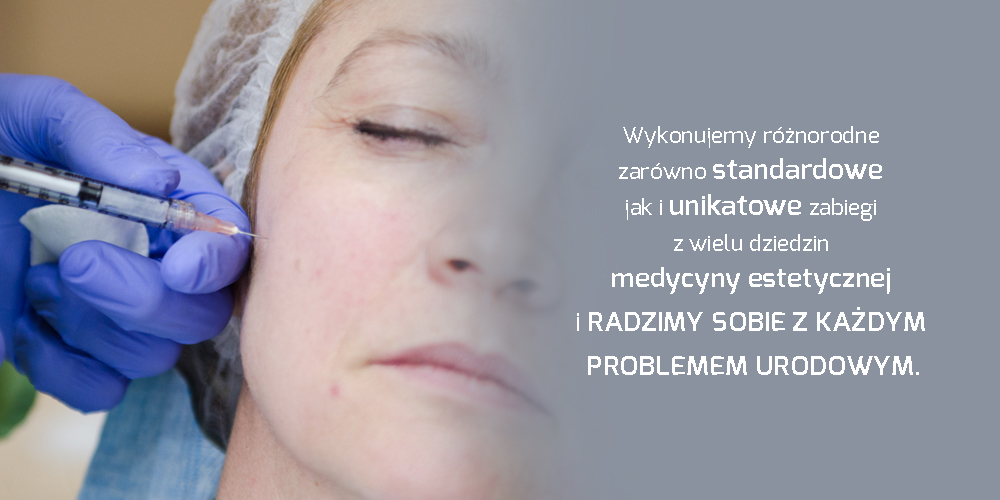 Wykonujemy różnorodne
zarówno standardowe
jak i unikatowe zabiegi
z wielu dziedzin
medycyny estetycznej
i RADZIMY SOBIE Z KAŻDYM
PROBLEMEM URODOWYM.